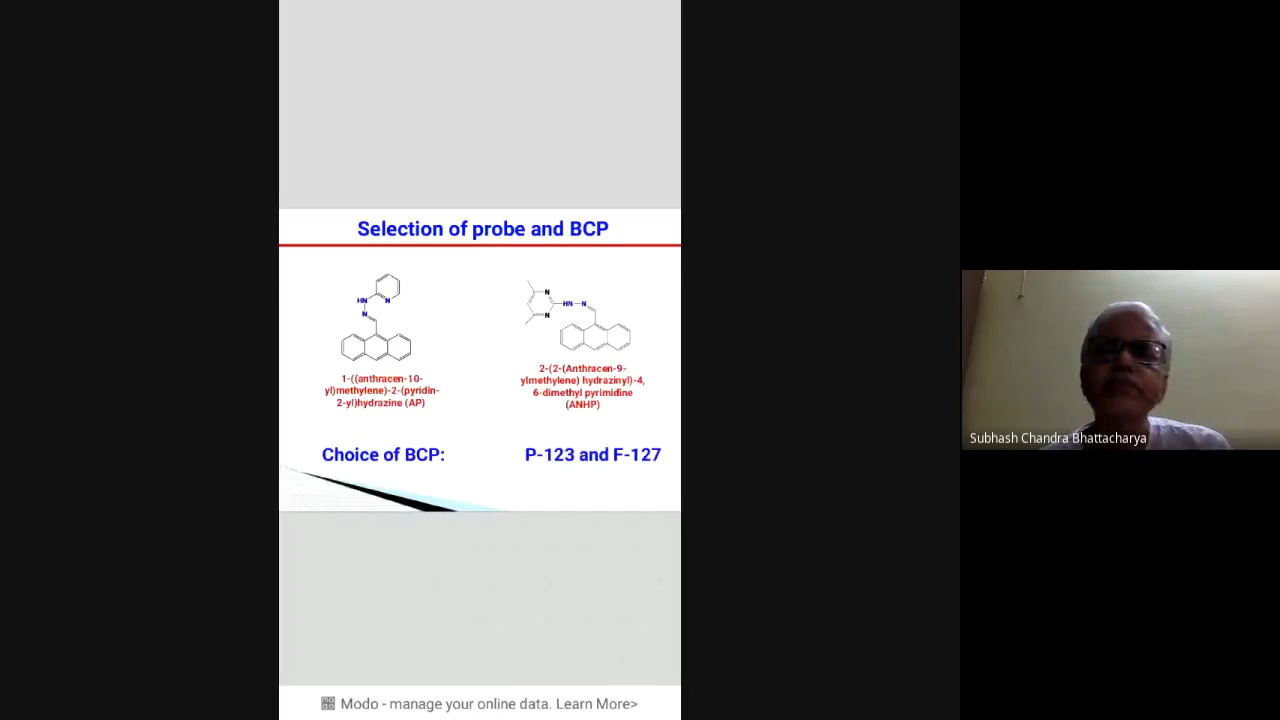 Selection of probe and BCP
HN
N
N
N
HN
N
N
1-((anthracen-10-
yl)methylene)-2-(pyridin-
2-yl)hydrazine (AP)
2-(2-(Anthracen-9-
ylmethylene) hydrazinyl)-4,
6-dimethyl pyrimidine
(ANHP)
Choice of BCP:
P-123 and F-127
Subhash Chandra Bhattacharya
Modo - manage your online data. Learn More>